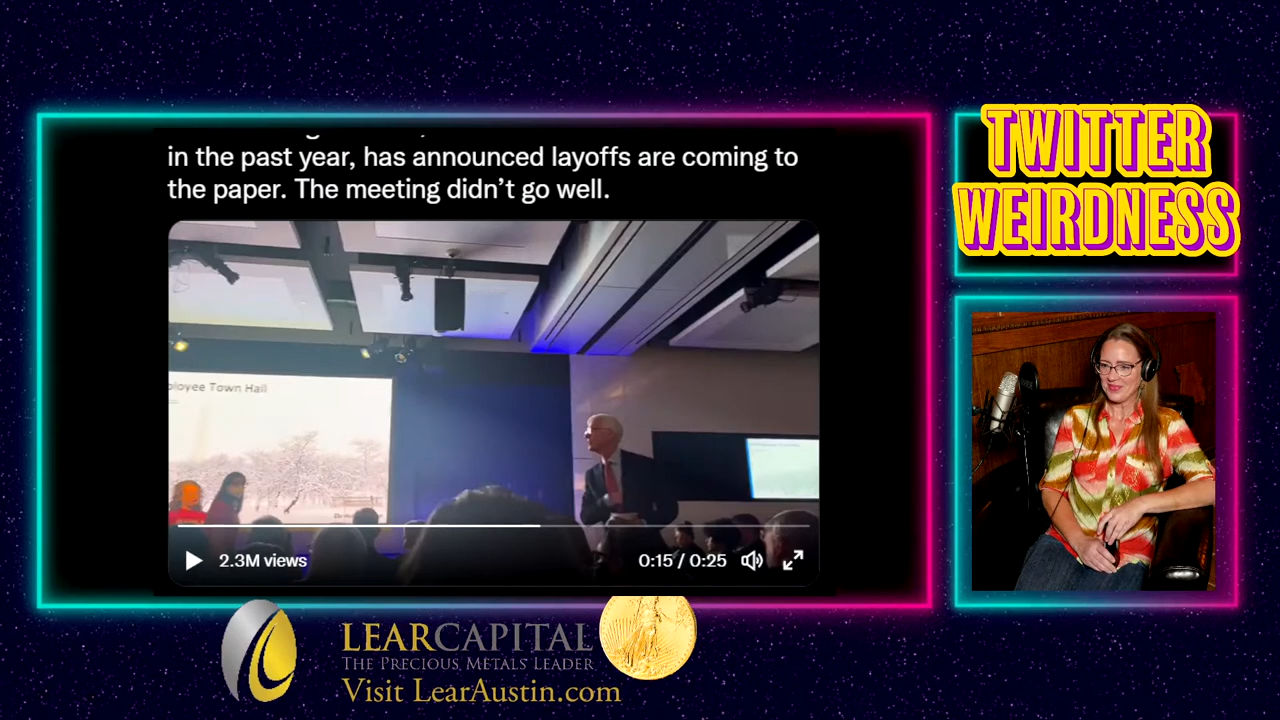 in the past year, has announced layoffs are coming to
the paper. The meeting didn't go well.
TWITTER
WEIRDNESS
Employee Town Hall
2.3M views
0:15 / 0:25
LEARCAPITAL
THE PRECIOUS METALS LEADER
Visit LearAustin.com